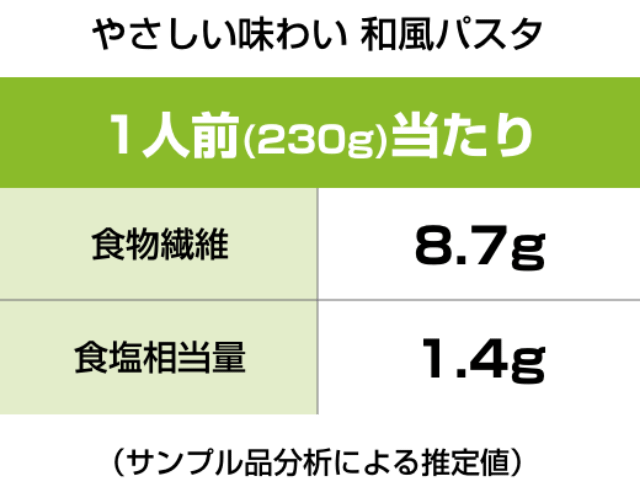 やさしい味わい 和風パスタ
1人前(230g)当たり
食物繊維 8.7g
食塩相当量 1.4g
（サンプル品分析による推定値）